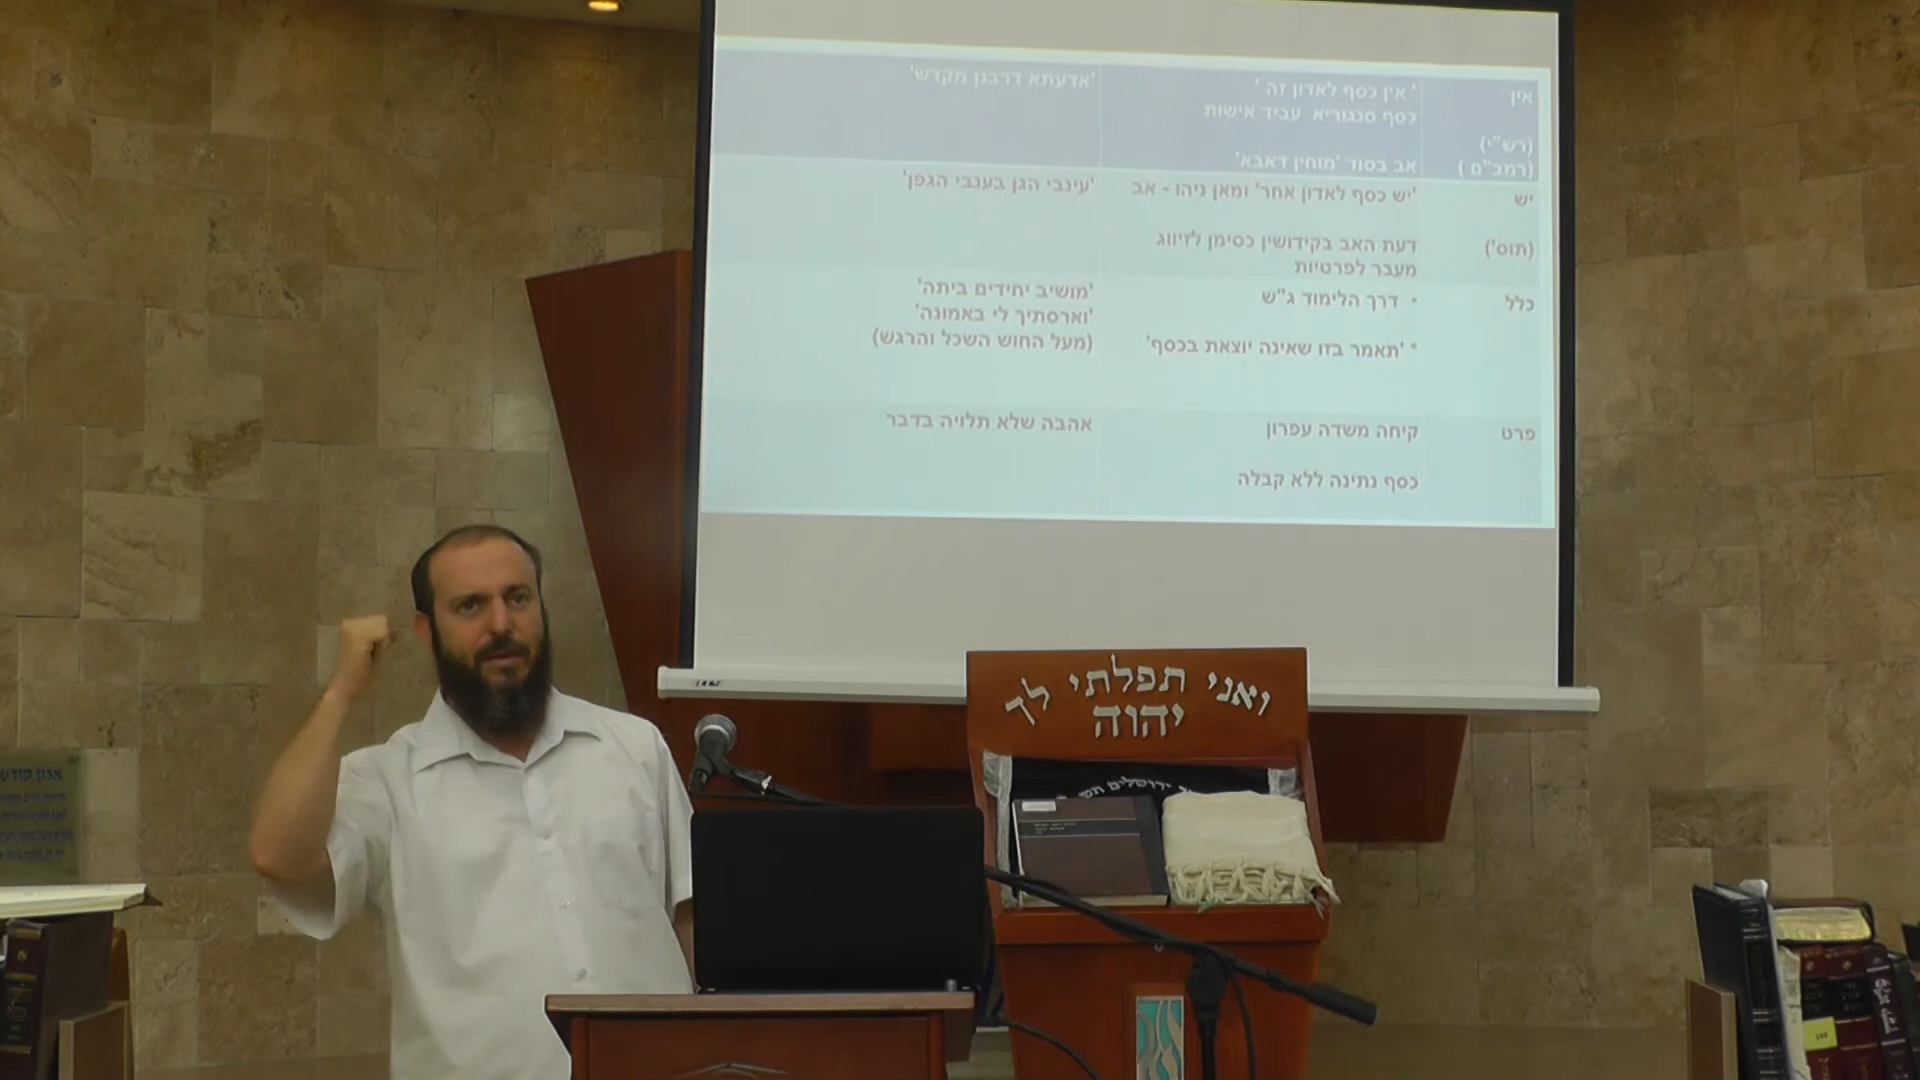 אין
(רש"י)
(רמב"ם)
' אין כסף לאדון זה '
כסף סנגוריא עביד אישות
אב בסוד 'מוחין דאבא'
'אדעתא דרבנן מקדש'
יש
(תוס')
'יש כסף לאדון אחר' ומאן ניהו - אב
דעת האב בקידושין כסימן לזיווג
מעבר לפרטיות
'עינבי הגן בענבי הגפן'
כלל
• דרך הלימוד ג"ש
* 'תאמר בזו שאינה יוצאת בכסף'
'מושיב יחידים ביתה'
'וארסתיך לי באמונה'
(מעל החוש השכל והרגש)
פרט
קיחה משדה עפרון
כסף נתינה ללא קבלה
אהבה שלא תלויה בדבר
ואני תפלתי לך
יהוה
ירושלים
ארון קודש